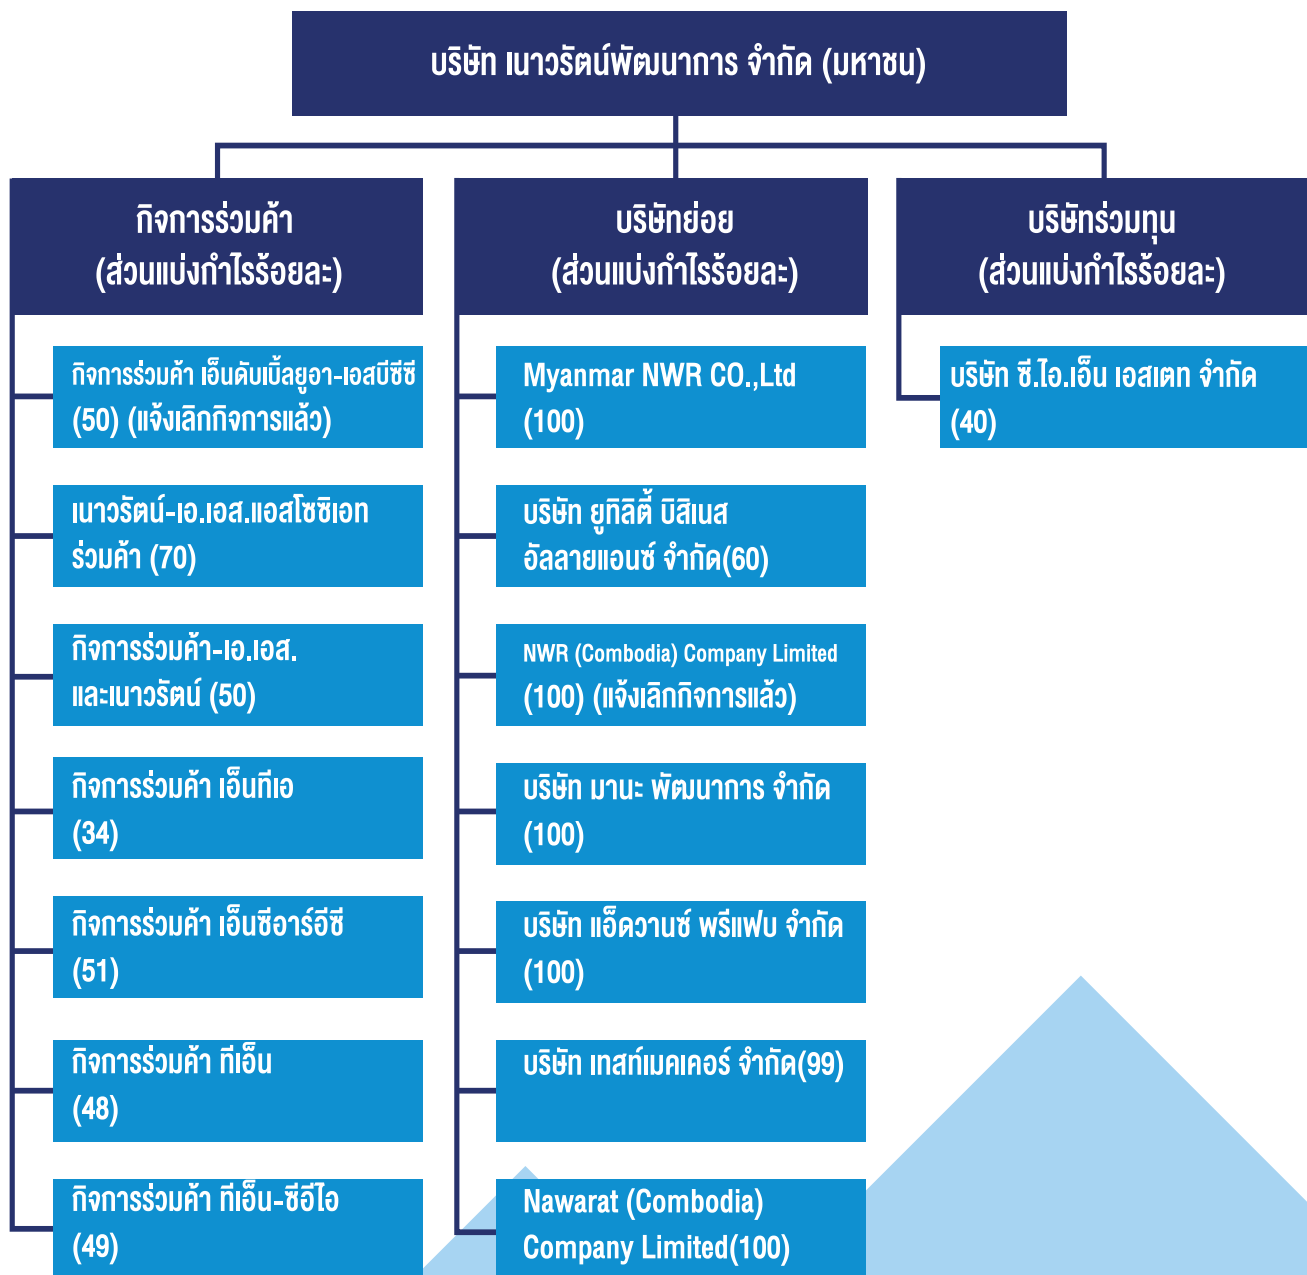 บริษัท เนาวรัตน์พัฒนาการ จำกัด (มหาชน)
กิจการร่วมค้า
(ส่วนแบ่งกำไรร้อยละ)
กิจการร่วมค้า เอ็นดับเบิ้ลยูอา-เอสบีซีซี
(50) (แจ้งเลิกกิจการแล้ว)
เนาวรัตน์-เอ.เอส.แอสโซซิเอท
ร่วมค้า (70)
กิจการร่วมค้า-เอ.เอส.
และเนาวรัตน์ (50)
กิจการร่วมค้า เอ็นทีเอ
(34)
กิจการร่วมค้า เอ็นซีอาร์อีซี
(51)
กิจการร่วมค้า ทีเอ็น
(48)
กิจการร่วมค้า ทีเอ็น-ซีอีไอ
(49)
บริษัทย่อย
(ส่วนแบ่งกำไรร้อยละ)
Myanmar NWR CO.,Ltd
(100)
บริษัท ยูทิลิตี้ บิสิเนส
อัลลายแอนซ์ จำกัด(60)
NWR (Combodia) Company Limited
(100) (แจ้งเลิกกิจการแล้ว)
บริษัท มานะ พัฒนาการ จำกัด
(100)
บริษัท แอ็ดวานซ์ พรีแฟบ จำกัด
(100)
บริษัท เทสท์เมคเคอร์ จำกัด(99)
Nawarat (Combodia)
Company Limited(100)
บริษัทร่วมทุน
(ส่วนแบ่งกำไรร้อยละ)
บริษัท ซี.ไอ.เอ็น เอสเตท จำกัด
(40)